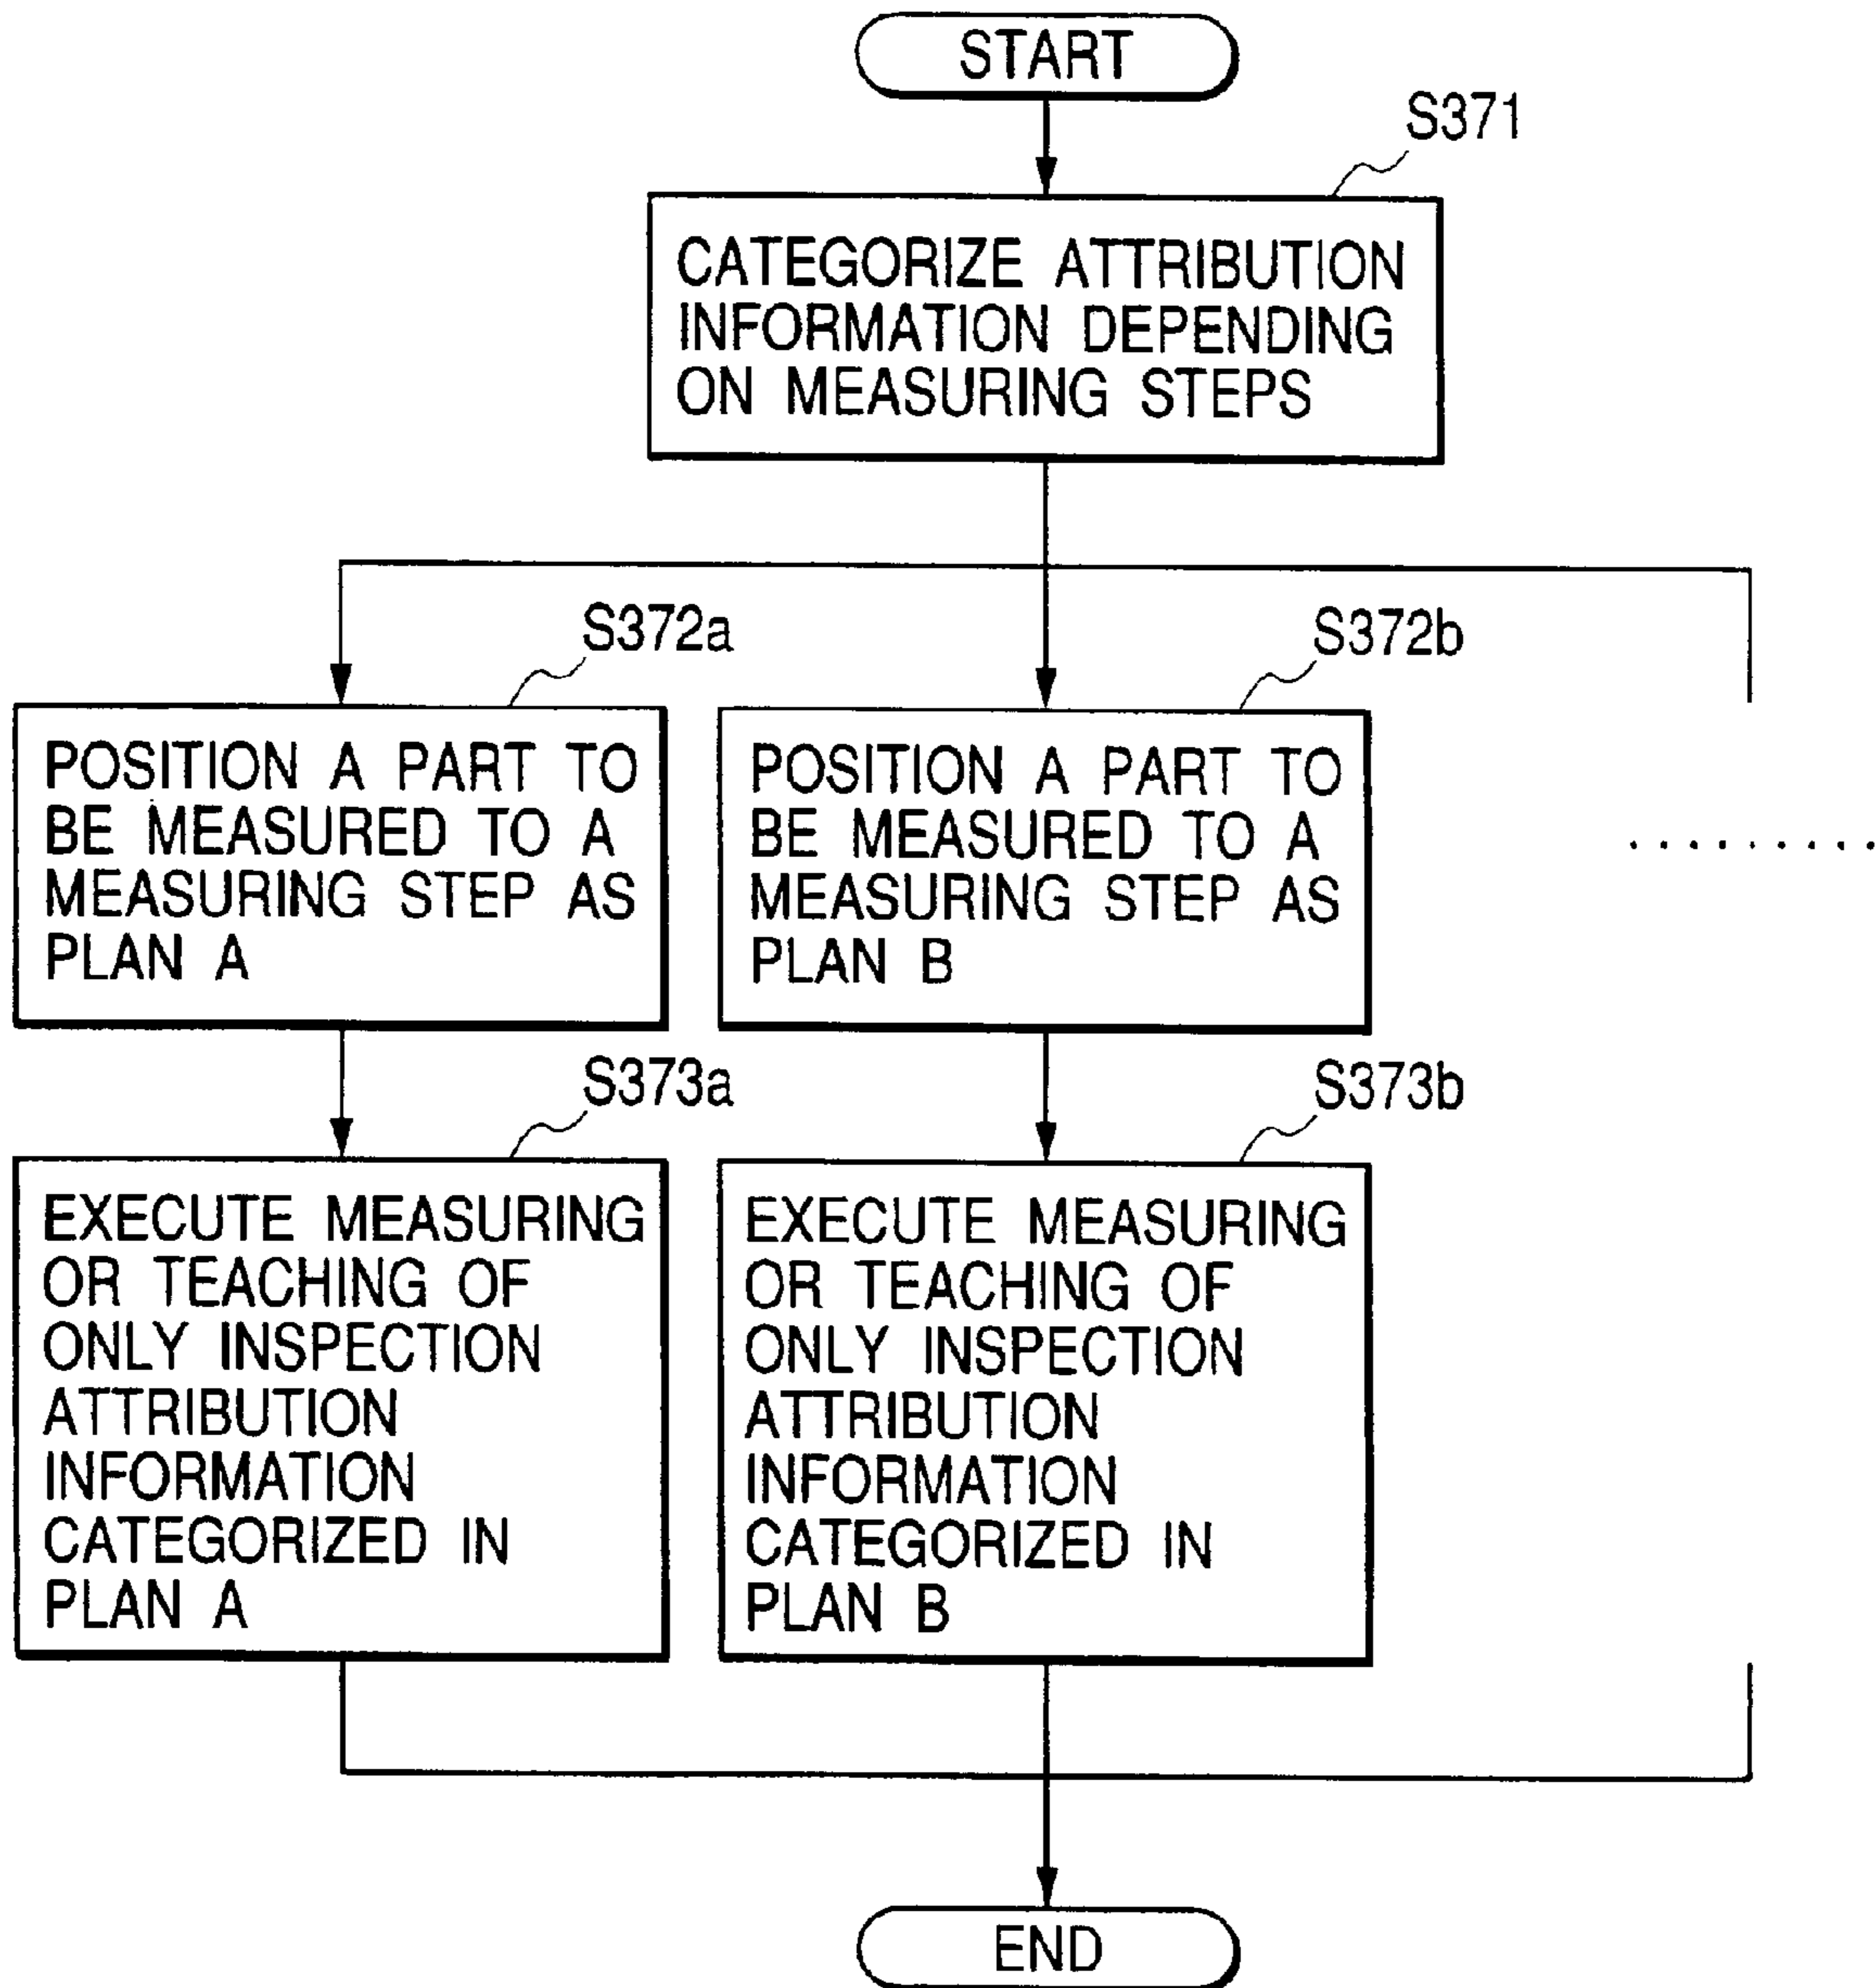 START
S371
CATEGORIZE ATTRIBUTION
INFORMATION DEPENDING
ON MEASURING STEPS
S372a
POSITION A PART TO
BE MEASURED TO A
MEASURING STEP AS
PLAN A
S372b
POSITION A PART TO
BE MEASURED TO A
MEASURING STEP AS
PLAN B
.........
S373a
EXECUTE MEASURING
OR TEACHING OF
ONLY INSPECTION
ATTRIBUTION
INFORMATION
CATEGORIZED IN
PLAN A
S373b
EXECUTE MEASURING
OR TEACHING OF
ONLY INSPECTION
ATTRIBUTION
INFORMATION
CATEGORIZED IN
PLAN B
END